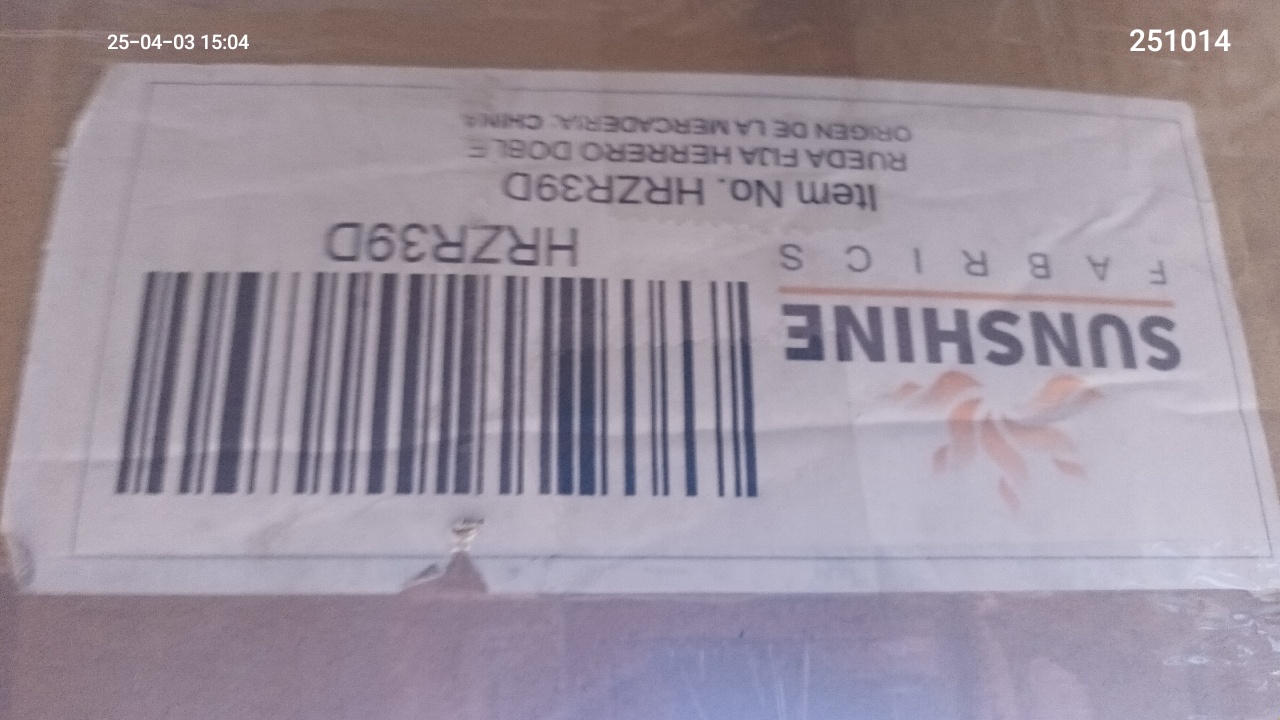 25-04-03 15:04
251014
SUNSHINE
FABRICS
HRZR39D
Item No. HRZR39D
RUEDA FIJA HERRERO DOBLE
ORIGEN DE LA MERCADERIA: CHINA